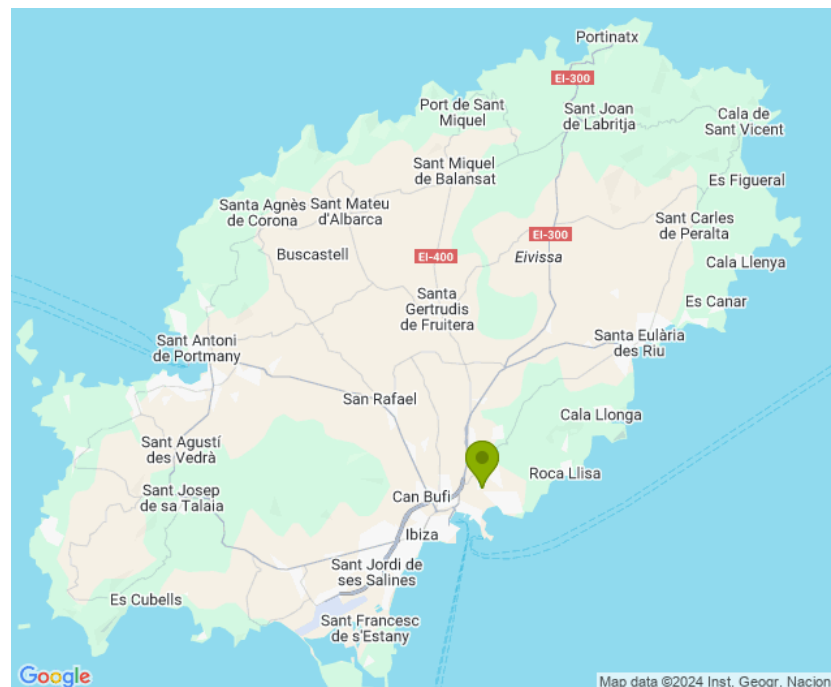 Portinatx
EI-300
Port de Sant
Miquel
Sant Joan
de Labritja
Cala de
Sant Vicent
Sant Miquel
de Balansat
Es Figueral
Santa Agnès
de Corona
Sant Mateu
d'Albarca
Sant Carles
de Peralta
EI-300
Buscastell
EI-400
Eivissa
Cala Llenya
Santa
Gertrudis
de Fruitera
Es Canar
Sant Antoni
de Portmany
Santa Eulària
des Riu
San Rafael
Cala Llonga
Sant Agustí
des Vedrà
Roca Llisa
Sant Josep
de sa Talaia
Can Bufí
Ibiza
Sant Jordi de
ses Salines
Es Cubells
Sant Francesc
de s'Estany
Google
Map data ©2024 Inst. Geogr. Nacion